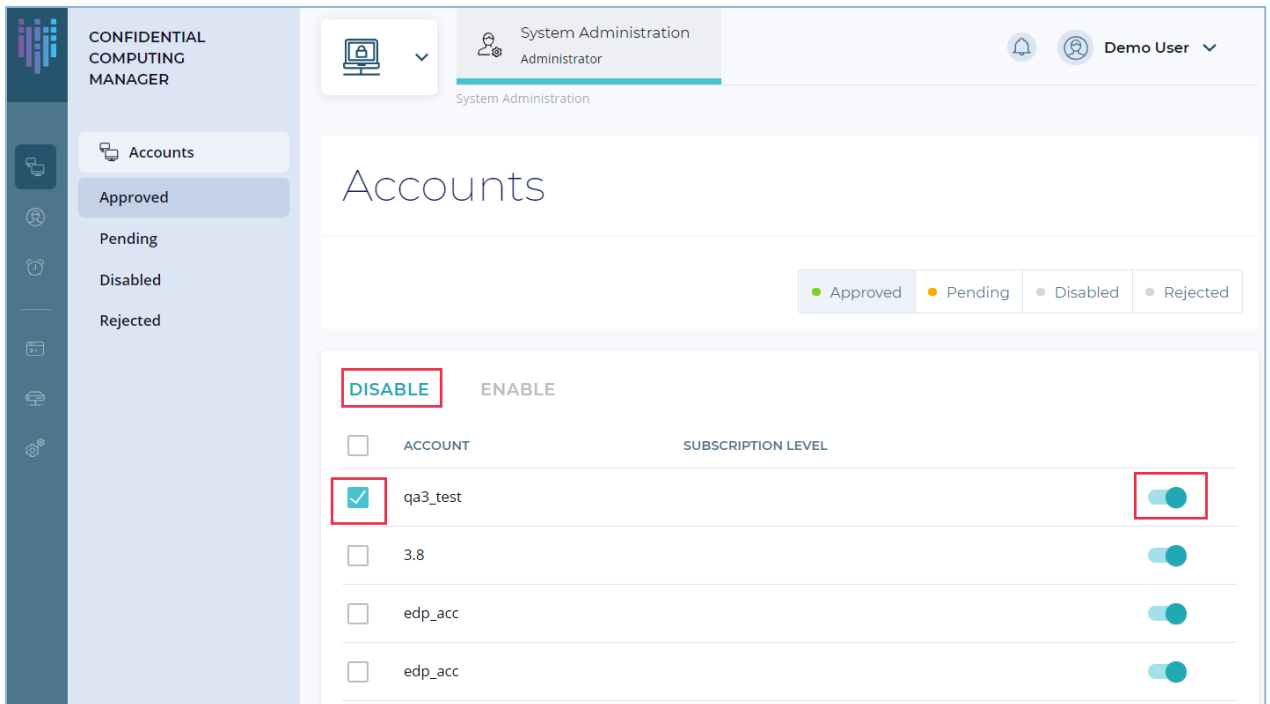 CONFIDENTIAL
COMPUTING
MANAGER
System Administration
Administrator
Demo User
System Administration
Accounts
Approved
Pending
Disabled
Rejected
Accounts
Approved Pending Disabled Rejected
DISABLE ENABLE
ACCOUNT SUBSCRIPTION LEVEL
qa3_test
3.8
edp_acc
edp_acc